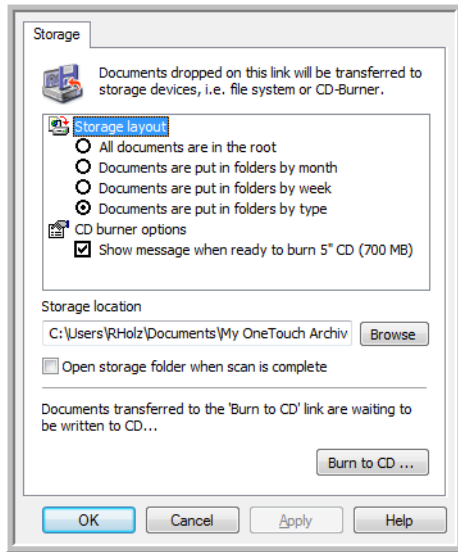 Storage
Documents dropped on this link will be transferred to
storage devices, i.e. file system or CD-Burner.
Storage layout
All documents are in the root
Documents are put in folders by month
Documents are put in folders by week
Documents are put in folders by type
CD burner options
Show message when ready to burn 5" CD (700 MB)
Storage location
C:\Users\RHolz\Documents\My OneTouch Archiv
Browse
Open storage folder when scan is complete
Documents transferred to the 'Burn to CD' link are waiting to
be written to CD...
Burn to CD ...
OK Cancel Apply Help